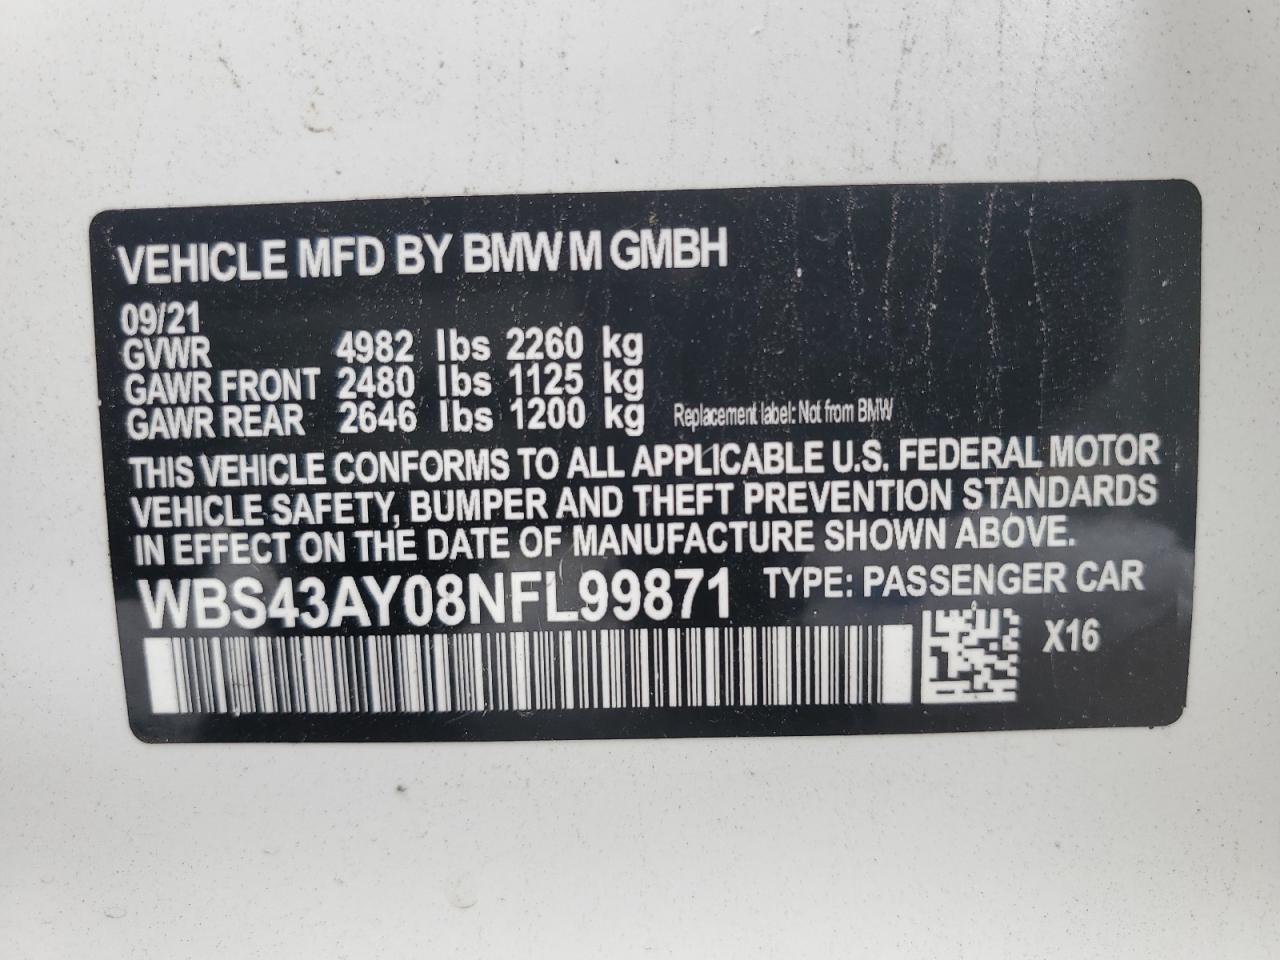 VEHICLE MFD BY BMW M GMBH
09/21
GVWR 4982 lbs 2260 kg
GAWR FRONT 2480 lbs 1125 kg
GAWR REAR 2646 lbs 1200 kg Replacement label: Not from BMW
THIS VEHICLE CONFORMS TO ALL APPLICABLE U.S. FEDERAL MOTOR
VEHICLE SAFETY, BUMPER AND THEFT PREVENTION STANDARDS
IN EFFECT ON THE DATE OF MANUFACTURE SHOWN ABOVE.
WBS43AY08NFL99871 TYPE: PASSENGER CAR
X16